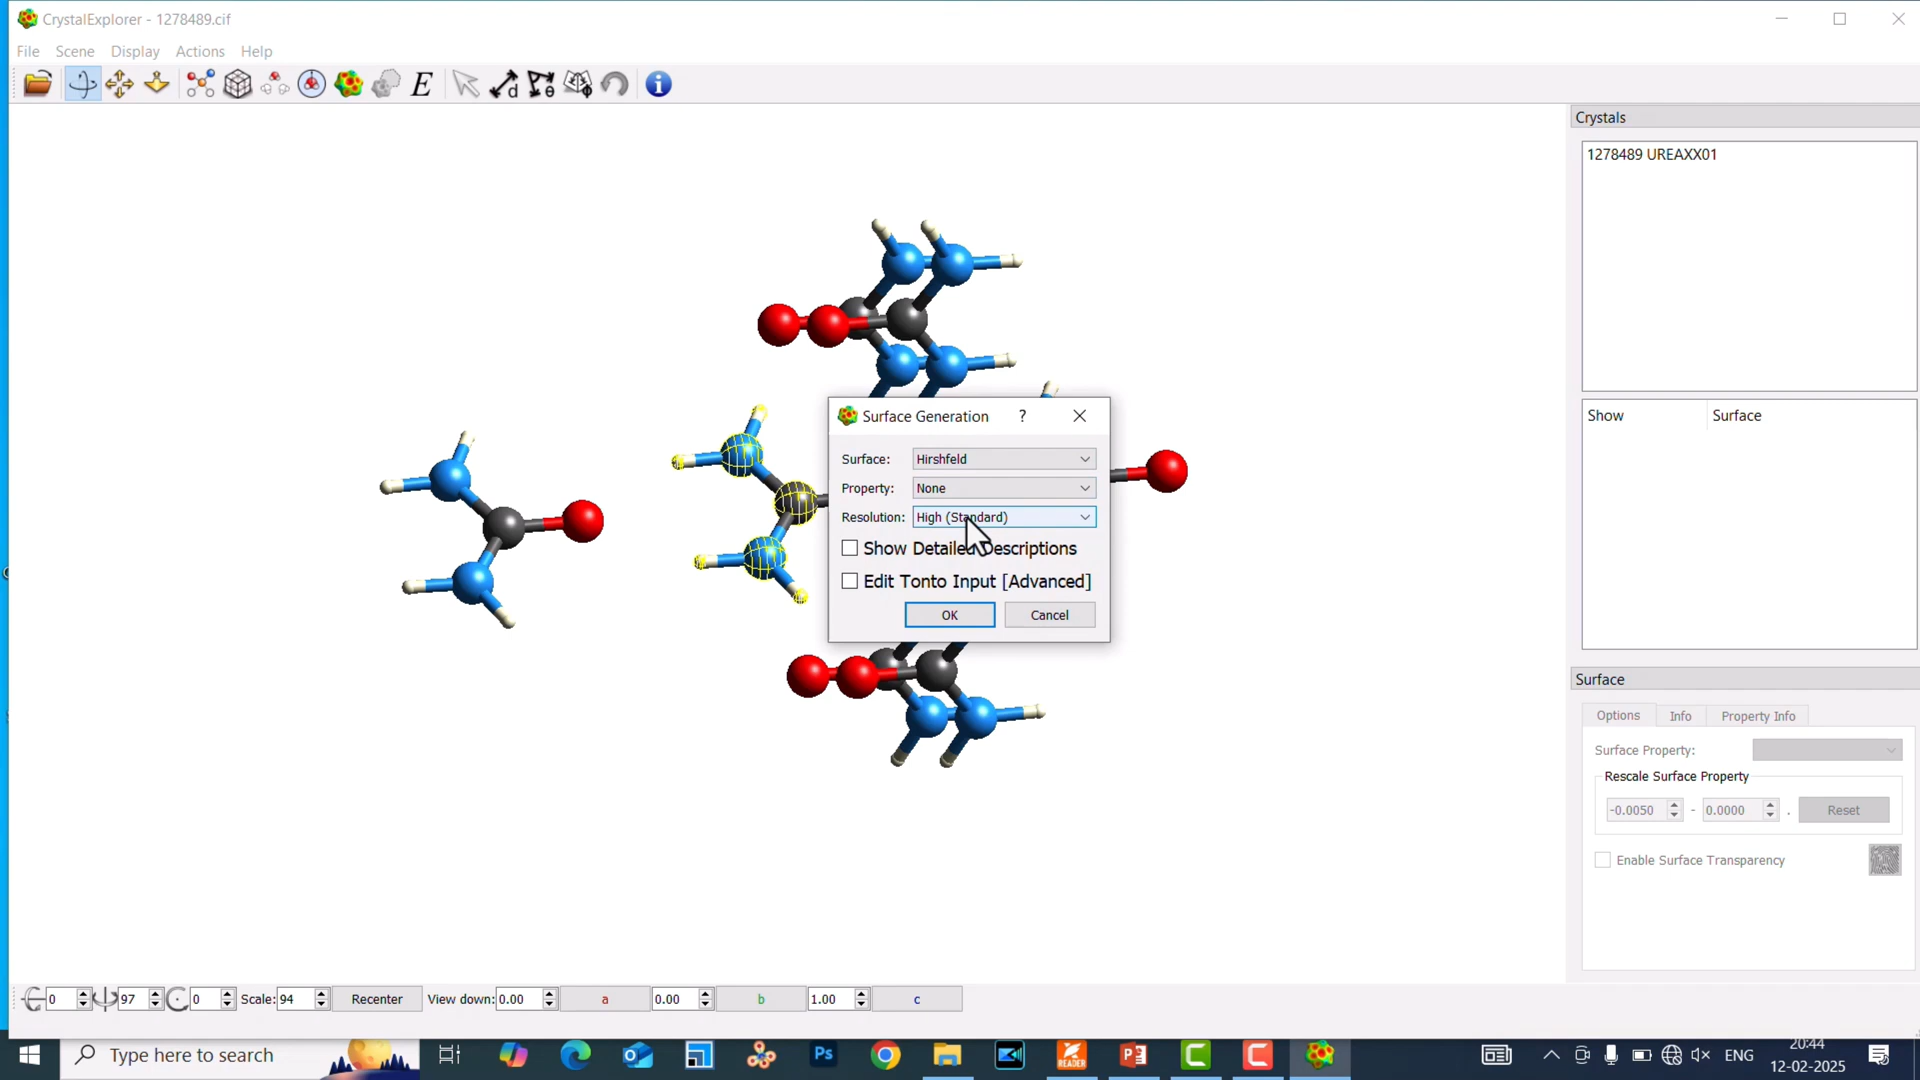 CrystalExplorer - 1278489.cif
File Scene Display Actions Help
E d θ φ i
Crystals
1278489 UREAXX01
Surface Generation ?
Surface: Hirshfeld
Property: None
Resolution: High (Standard)
Show Detailed Descriptions
Edit Tonto Input [Advanced]
OK Cancel
Show Surface
Surface
Options Info Property Info
Surface Property:
Rescale Surface Property
-0.0050 - 0.0000 . Reset
Enable Surface Transparency
0 97 0 Scale: 94 Recenter View down: 0.00 a 0.00 b 1.00 c
Type here to search
Ps
READER
ENG
20:44
12-02-2025